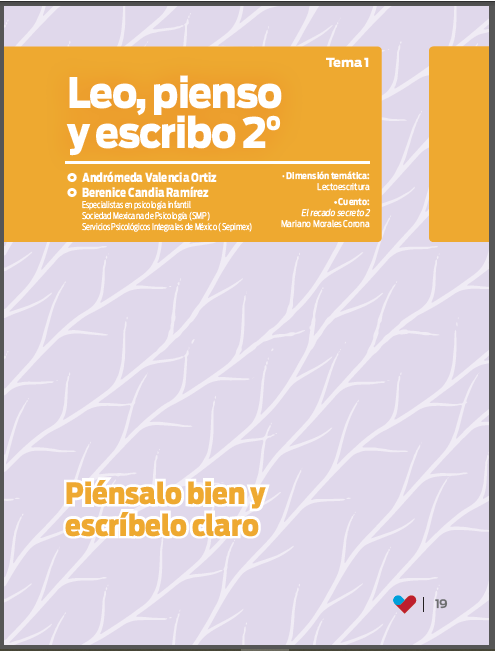 Tema 1
Leo, pienso
y escribo 2°
Andrómeda Valencia Ortiz
Berenice Candia Ramírez
Especialistas en psicología infantil
Sociedad Mexicana de Psicología (SMP)
Servicios Psicológicos Integrales de México (Sepimex)
• Dimensión temática:
Lectoescritura
• Cuento:
El recado secreto 2
Mariano Morales Corona
Piénsalo bien y
escríbelo claro
19